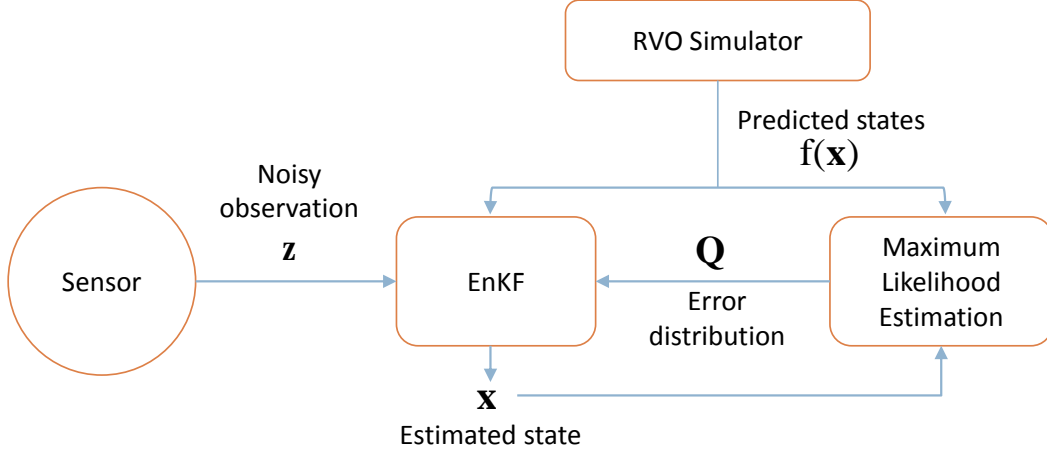 RVO Simulator
Predicted states
f(x)
Noisy
observation
z
Sensor
EnKF
Q
Error
distribution
Maximum
Likelihood
Estimation
x
Estimated state